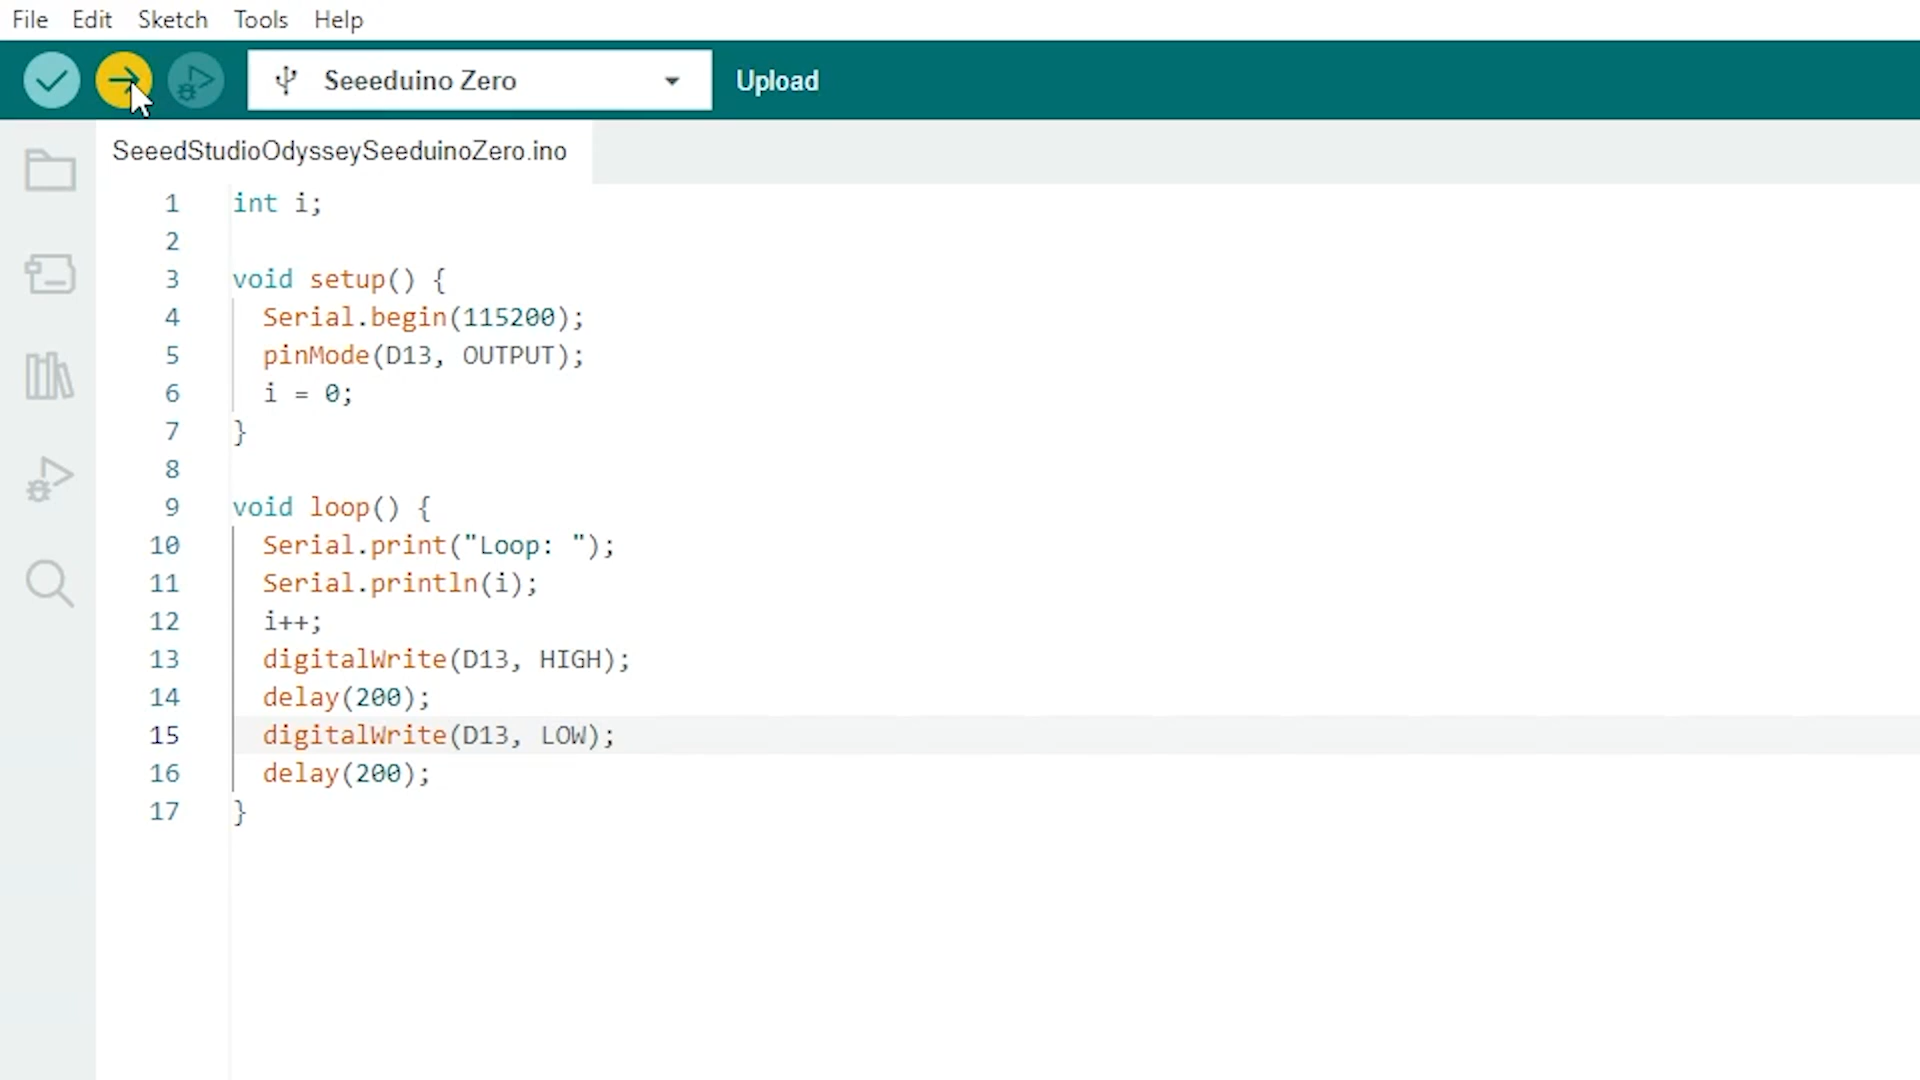 File Edit Sketch Tools Help
Seeeduino Zero Upload
SeeedStudioOdysseySeeduinoZero.ino
1 int i;
2
3 void setup() {
4 Serial.begin(115200);
5 pinMode(D13, OUTPUT);
6 i = 0;
7 }
8
9 void loop() {
10 Serial.print("Loop: ");
11 Serial.println(i);
12 i++;
13 digitalWrite(D13, HIGH);
14 delay(200);
15 digitalWrite(D13, LOW);
16 delay(200);
17 }